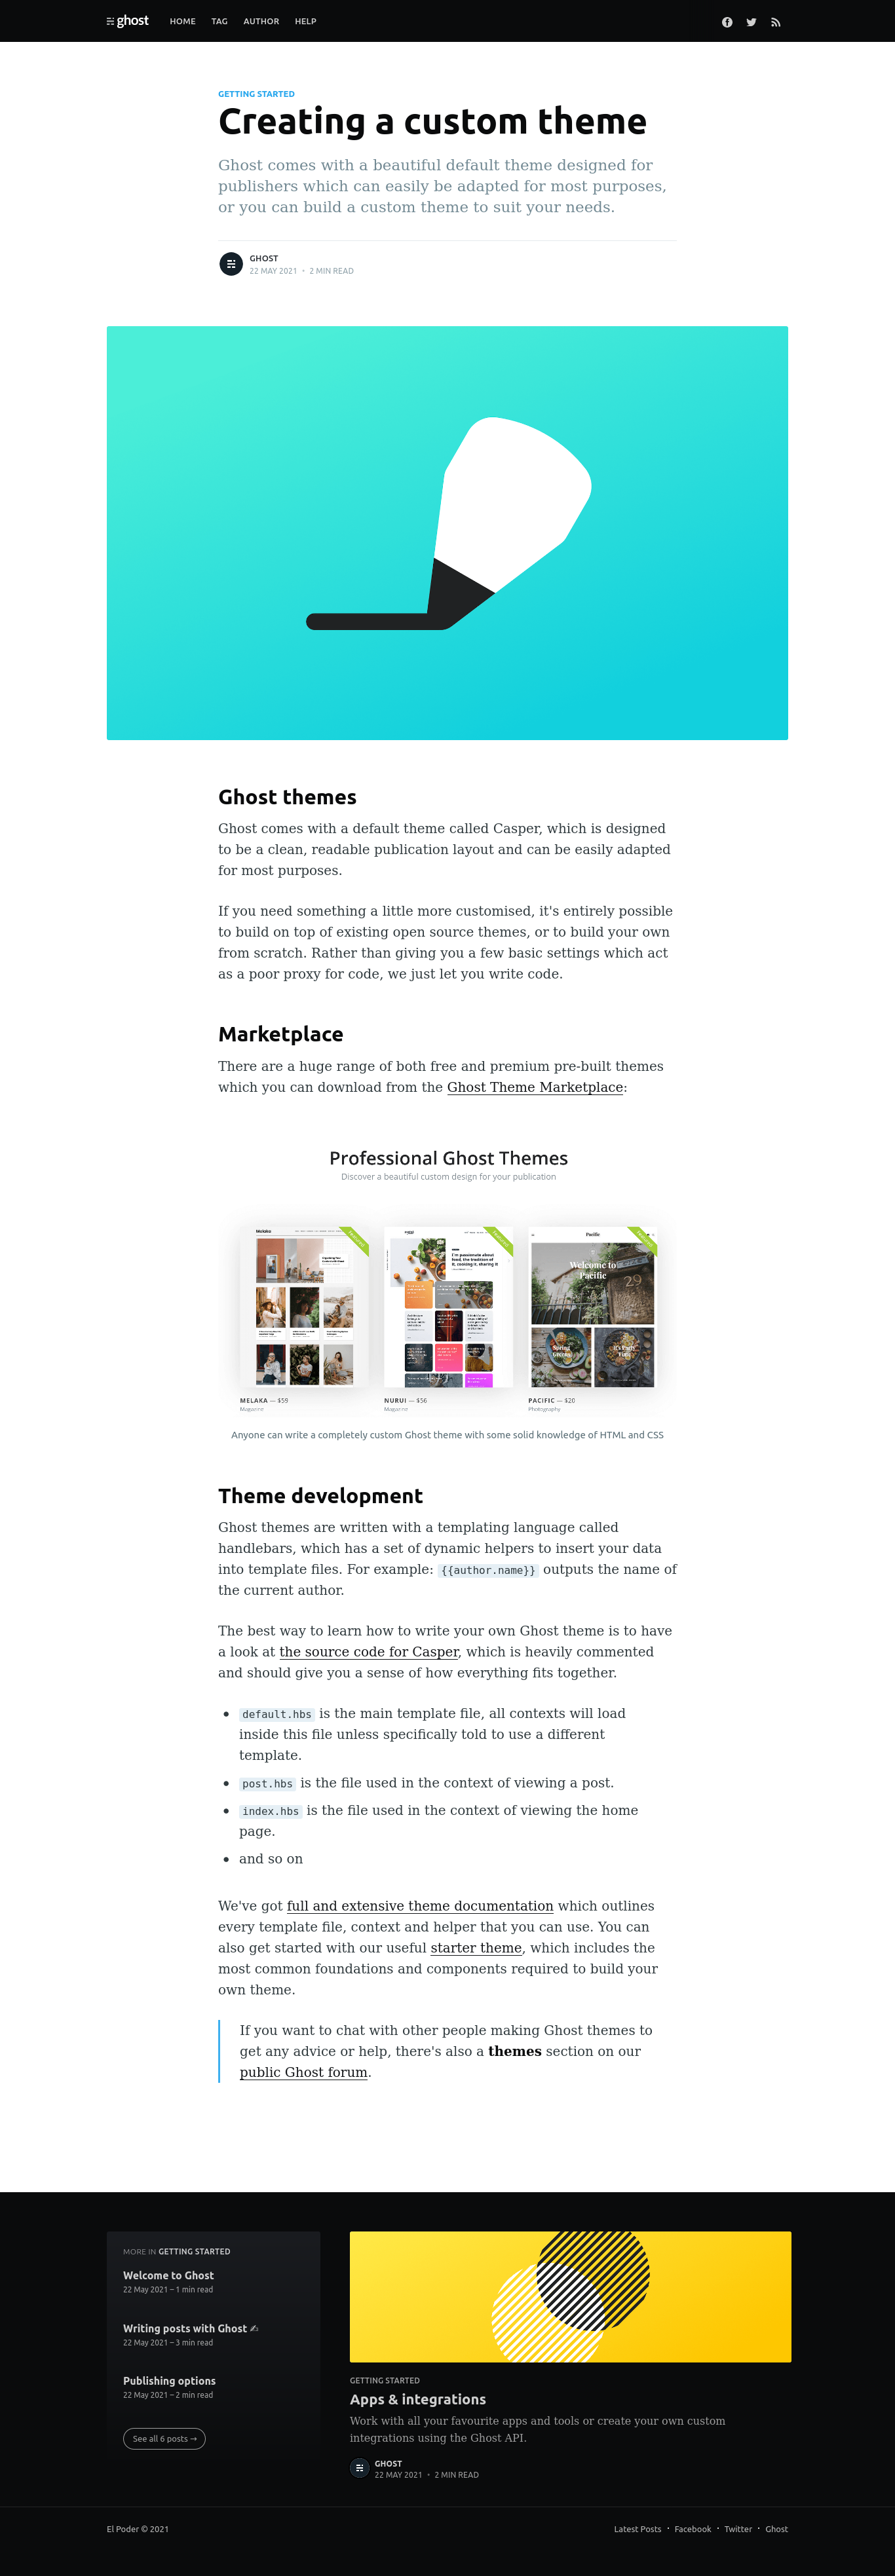 ghost
HOME TAG AUTHOR HELP
GETTING STARTED
Creating a custom theme
Ghost comes with a beautiful default theme designed for
publishers which can easily be adapted for most purposes,
or you can build a custom theme to suit your needs.
GHOST
22 MAY 2021 • 2 MIN READ
Ghost themes
Ghost comes with a default theme called Casper, which is designed
to be a clean, readable publication layout and can be easily adapted
for most purposes.
If you need something a little more customised, it's entirely possible
to build on top of existing open source themes, or to build your own
from scratch. Rather than giving you a few basic settings which act
as a poor proxy for code, we just let you write code.
Marketplace
There are a huge range of both free and premium pre-built themes
which you can download from the Ghost Theme Marketplace:
Professional Ghost Themes
Discover a beautiful custom design for your publication
Melaka
Pacific
I'm passionate about
food, the tradition of
it, cooking it, sharing it
Welcome to
Pacific
29
MELAKA — $59
Magazine
NURUI — $56
Magazine
PACIFIC — $20
Photography
Anyone can write a completely custom Ghost theme with some solid knowledge of HTML and CSS
Theme development
Ghost themes are written with a templating language called
handlebars, which has a set of dynamic helpers to insert your data
into template files. For example: {{author.name}} outputs the name of
the current author.
The best way to learn how to write your own Ghost theme is to have
a look at the source code for Casper, which is heavily commented
and should give you a sense of how everything fits together.
• default.hbs is the main template file, all contexts will load
inside this file unless specifically told to use a different
template.
• post.hbs is the file used in the context of viewing a post.
• index.hbs is the file used in the context of viewing the home
page.
• and so on
We've got full and extensive theme documentation which outlines
every template file, context and helper that you can use. You can
also get started with our useful starter theme, which includes the
most common foundations and components required to build your
own theme.
If you want to chat with other people making Ghost themes to
get any advice or help, there's also a themes section on our
public Ghost forum.
MORE IN GETTING STARTED
Welcome to Ghost
22 May 2021 – 1 min read
Writing posts with Ghost ✍
22 May 2021 – 3 min read
Publishing options
22 May 2021 – 2 min read
See all 6 posts →
GETTING STARTED
Apps & integrations
Work with all your favourite apps and tools or create your own custom
integrations using the Ghost API.
GHOST
22 MAY 2021 • 2 MIN READ
El Poder © 2021
Latest Posts • Facebook • Twitter • Ghost